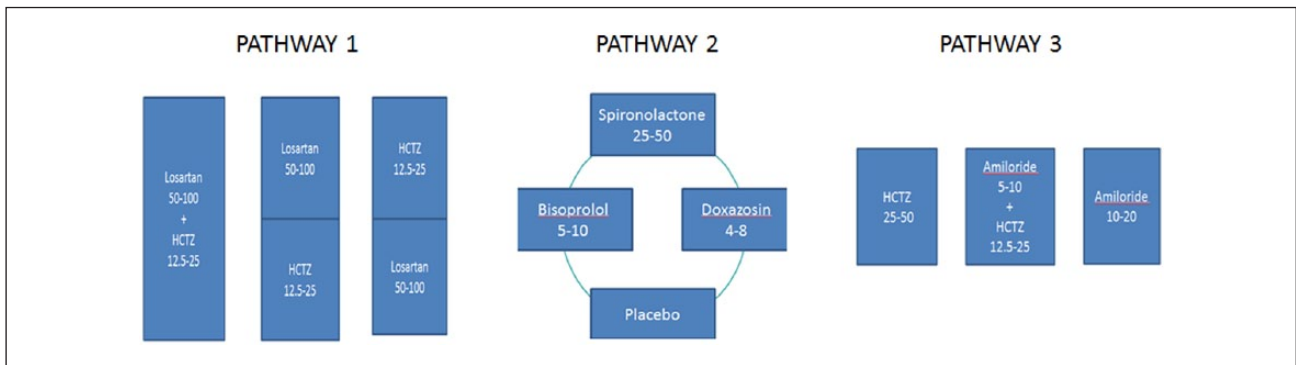 PATHWAY 1
Losartan
50-100
+
HCTZ
12.5-25
Losartan
50-100
HCTZ
12.5-25
HCTZ
12.5-25
Losartan
50-100
PATHWAY 2
Spironolactone
25-50
Bisoprolol
5-10
Doxazosin
4-8
Placebo
PATHWAY 3
HCTZ
25-50
Amiloride
5-10
+
HCTZ
12.5-25
Amiloride
10-20